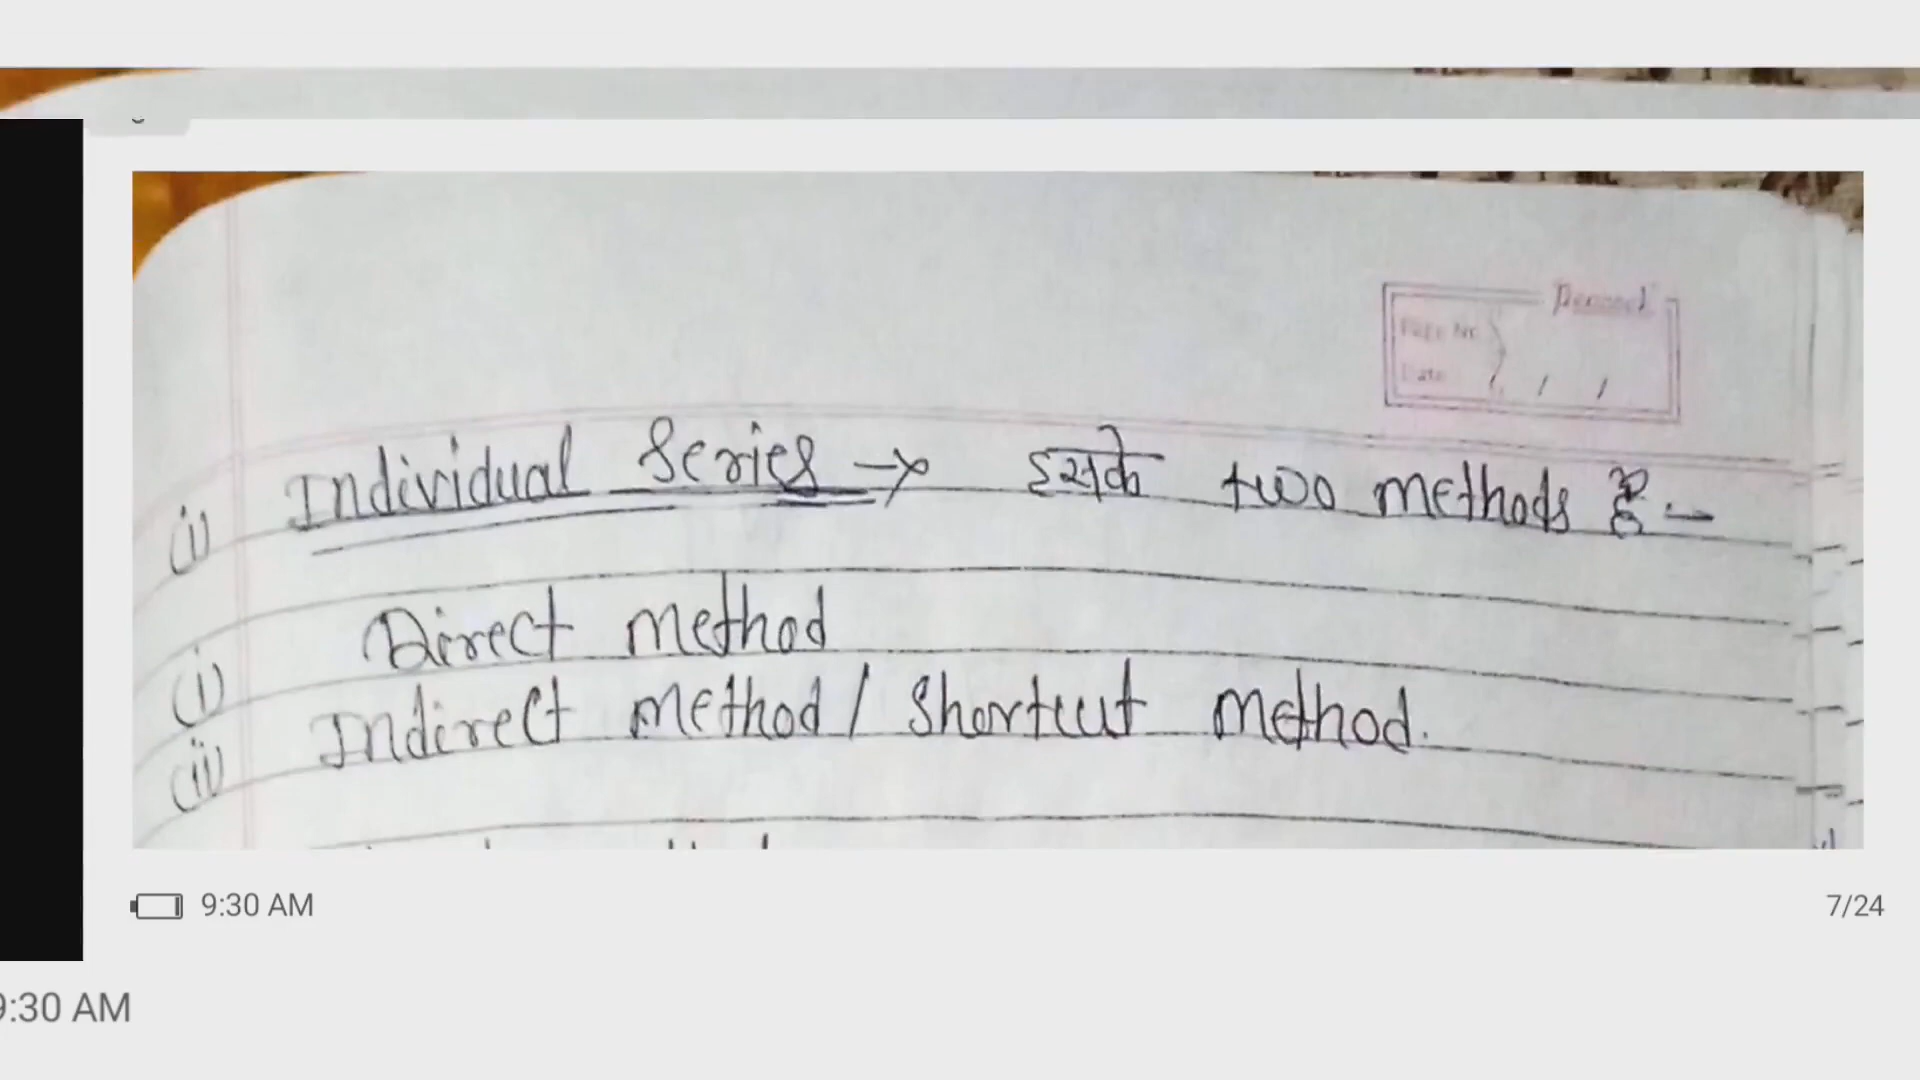 (i) Individual Series → इसके two methods है -
(i) Direct method
(ii) Indirect method / Shortcut method.
9:30 AM
7/24
9:30 AM